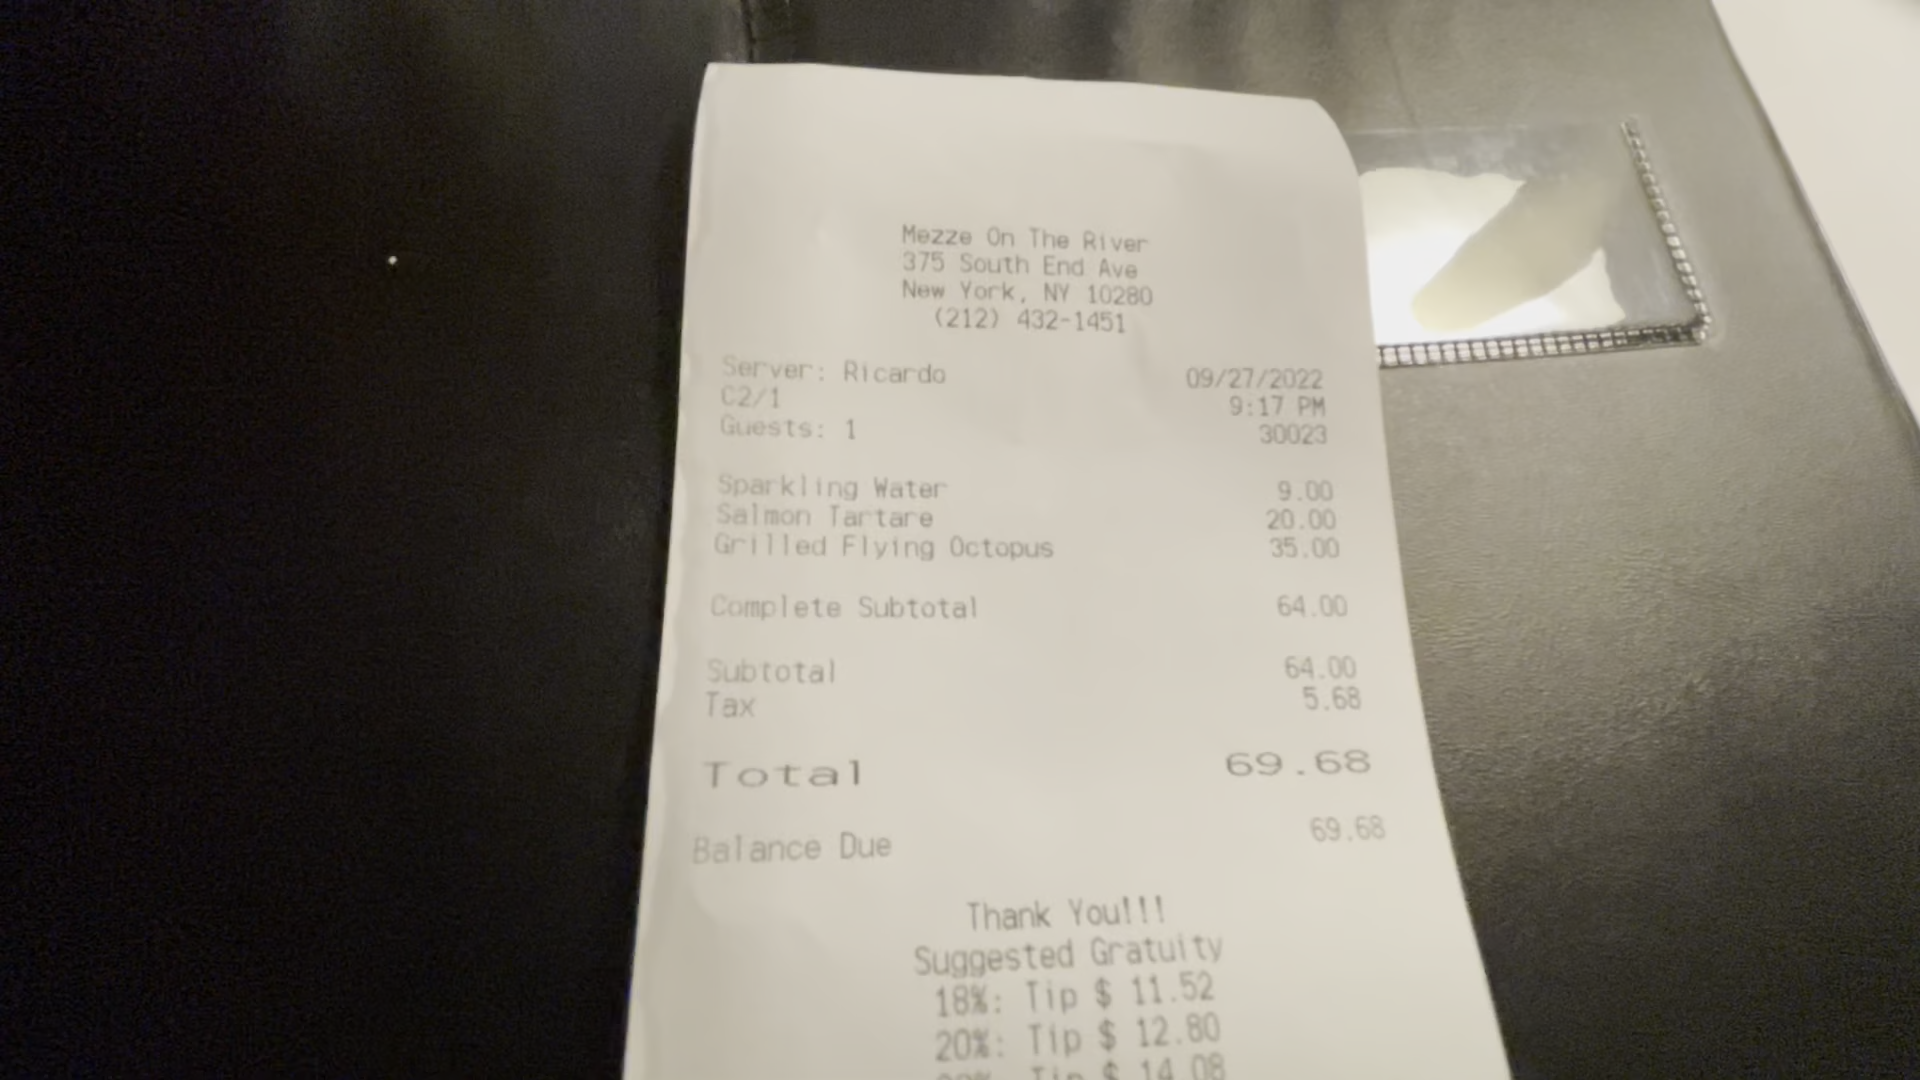 Mezze On The River
375 South End Ave
New York, NY 10280
(212) 432-1451
Server: Ricardo 09/27/2022
C2/1 9:17 PM
Guests: 1 30023
Sparkling Water 9.00
Salmon Tartare 20.00
Grilled Flying Octopus 35.00
Complete Subtotal 64.00
Subtotal 64.00
Tax 5.68
Total 69.68
Balance Due 69.68
Thank You!!!
Suggested Gratuity
18%: Tip $ 11.52
20%: Tip $ 12.80
Tip $ 14.08